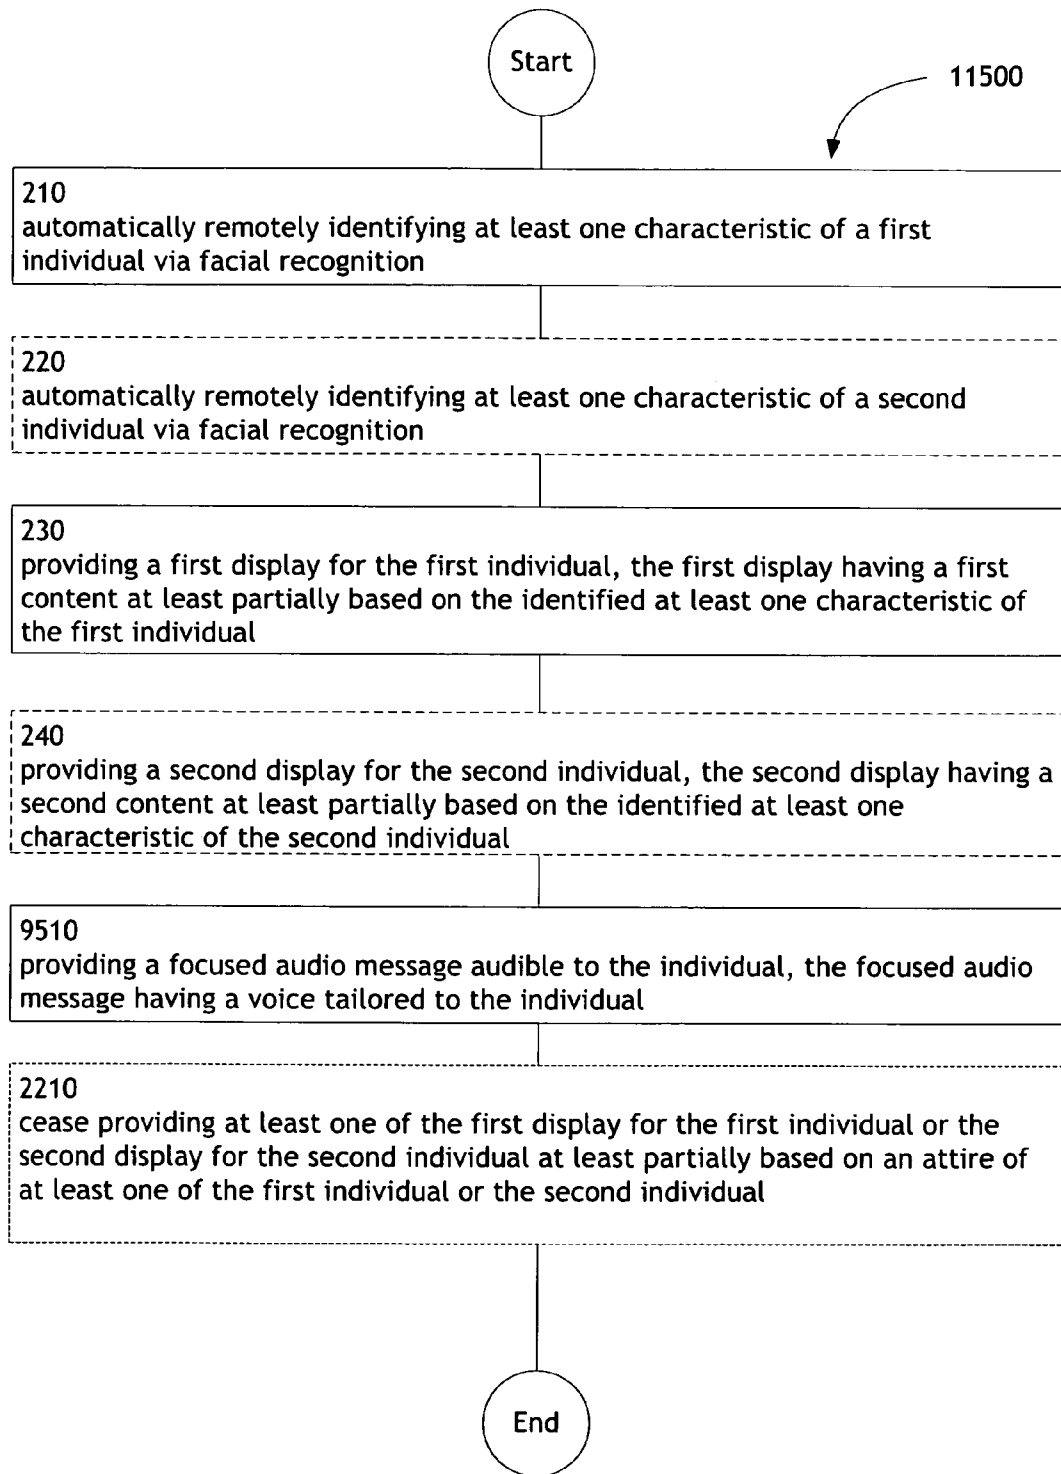 Start
11500
210
automatically remotely identifying at least one characteristic of a first
individual via facial recognition
220
automatically remotely identifying at least one characteristic of a second
individual via facial recognition
230
providing a first display for the first individual, the first display having a first
content at least partially based on the identified at least one characteristic of
the first individual
240
providing a second display for the second individual, the second display having a
second content at least partially based on the identified at least one
characteristic of the second individual
9510
providing a focused audio message audible to the individual, the focused audio
message having a voice tailored to the individual
2210
cease providing at least one of the first display for the first individual or the
second display for the second individual at least partially based on an attire of
at least one of the first individual or the second individual
End